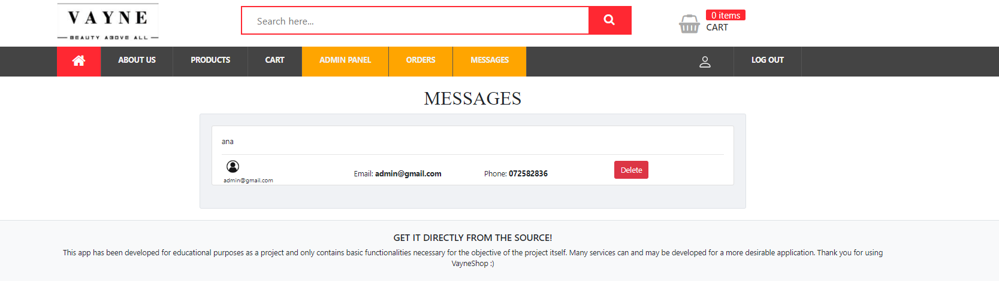 VAYNE
BEAUTY ABOVE ALL
Search here...
0 items
CART
ABOUT US
PRODUCTS
CART
ADMIN PANEL
ORDERS
MESSAGES
LOG OUT
MESSAGES
ana
admin@gmail.com
Email: admin@gmail.com
Phone: 072582836
Delete
GET IT DIRECTLY FROM THE SOURCE!
This app has been developed for educational purposes as a project and only contains basic functionalities necessary for the objective of the project itself. Many services can and may be developed for a more desirable application. Thank you for using
VayneShop :)